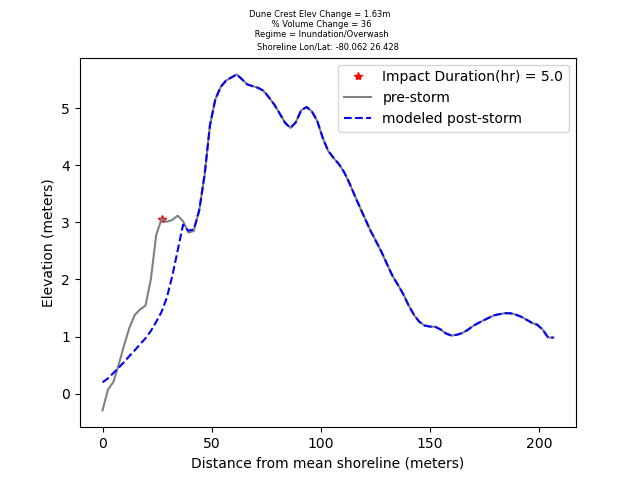 Dune Crest Elev Change = 1.63m
% Volume Change = 36
Regime = Inundation/Overwash
Shoreline Lon/Lat: -80.062 26.428
Impact Duration(hr) = 5.0
pre-storm
modeled post-storm
Elevation (meters)
5
4
3
2
1
0
0 50 100 150 200
Distance from mean shoreline (meters)